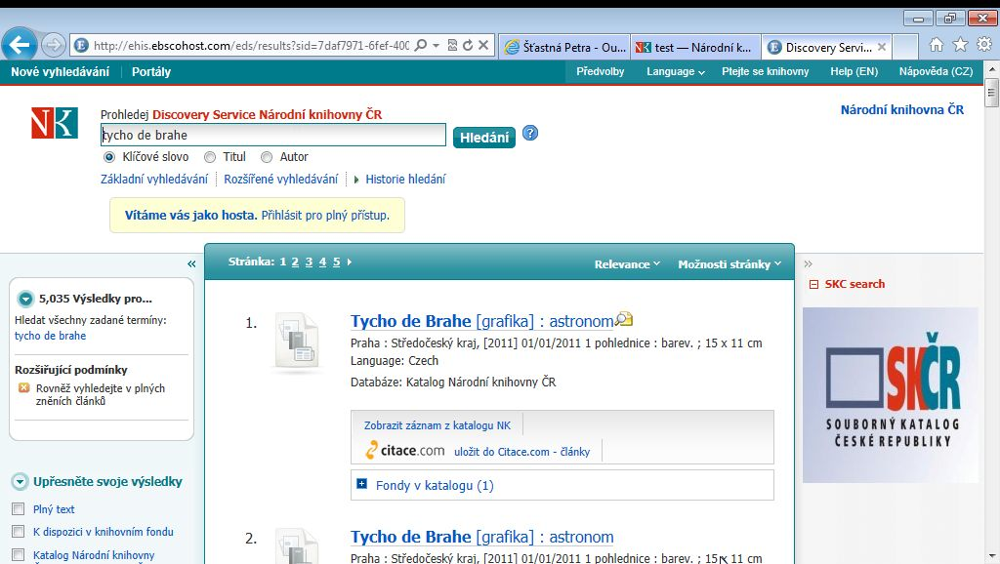 http://ehis.ebscohost.com/eds/results?sid=7daf7971-6fef-400
Šťastná Petra - Ou...
test — Národní k...
Discovery Servi...
Nové vyhledávání
Portály
Předvolby
Language
Ptejte se knihovny
Help (EN)
Nápověda (CZ)
NK
Prohledej Discovery Service Národní knihovny ČR
Národní knihovna ČR
tycho de brahe
Hledání
?
Klíčové slovo
Titul
Autor
Základní vyhledávání
Rozšířené vyhledávání
Historie hledání
Vítáme vás jako hosta. Přihlásit pro plný přístup.
«
Stránka: 1 2 3 4 5
Relevance
Možnosti stránky
»
5,035 Výsledky pro...
Hledat všechny zadané termíny:
tycho de brahe
Rozšiřující podmínky
Rovněž vyhledejte v plných
zněních článků
Upřesněte svoje výsledky
Plný text
K dispozici v knihovním fondu
Katalog Národní knihovny
1.
Tycho de Brahe [grafika] : astronom
Praha : Středočeský kraj, [2011] 01/01/2011 1 pohlednice : barev. ; 15 x 11 cm
Language: Czech
Databáze: Katalog Národní knihovny ČR
Zobrazit záznam z katalogu NK
citace.com
uložit do Citace.com - články
Fondy v katalogu (1)
2.
Tycho de Brahe [grafika] : astronom
Praha : Středočeský kraj, [2011] 01/01/2011 1 pohlednice : barev. ; 15 x 11 cm
SKC search
SKČR
SOUBORNÝ KATALOG
ČESKÉ REPUBLIKY